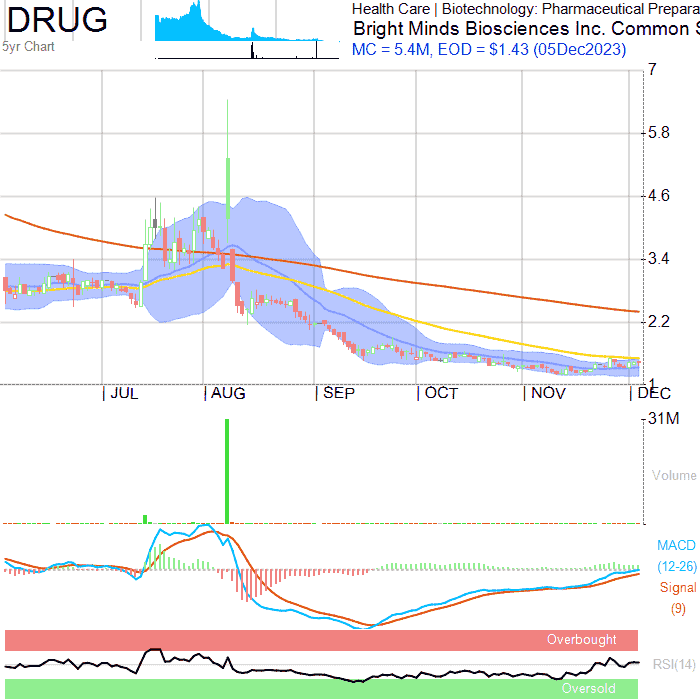 DRUG
5yr Chart
Health Care | Biotechnology: Pharmaceutical Prepara
Bright Minds Biosciences Inc. Common S
MC = 5.4M, EOD = $1.43 (05Dec2023)
7
5.8
4.6
3.4
2.2
1
JUL AUG SEP OCT NOV DEC
31M
Volume
MACD
(12-26)
Signal
(9)
Overbought
RSI(14)
Oversold